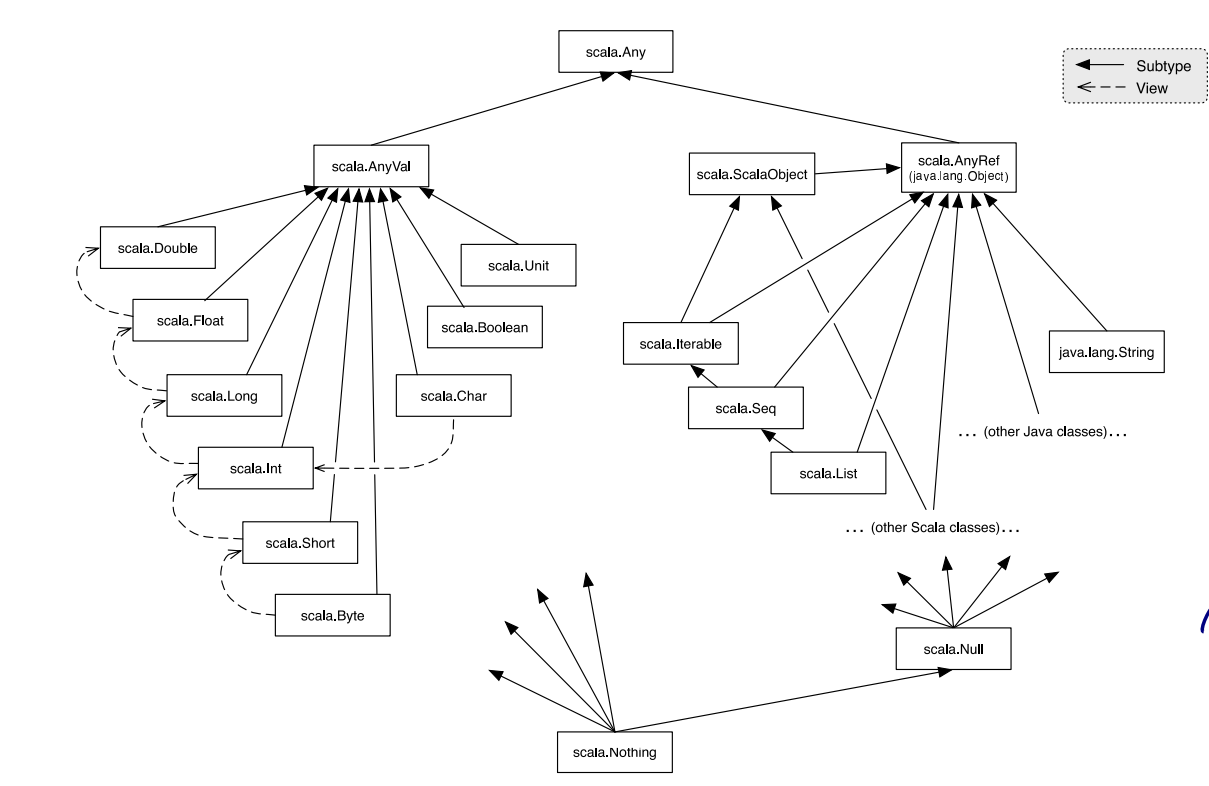 scala.Any
Subtype
View
scala.AnyVal
scala.ScalaObject
scala.AnyRef
(java.lang.Object)
scala.Double
scala.Unit
scala.Float
scala.Boolean
scala.Iterable
java.lang.String
scala.Long
scala.Char
scala.Seq
... (other Java classes)...
scala.Int
scala.List
... (other Scala classes)...
scala.Short
scala.Byte
scala.Null
scala.Nothing